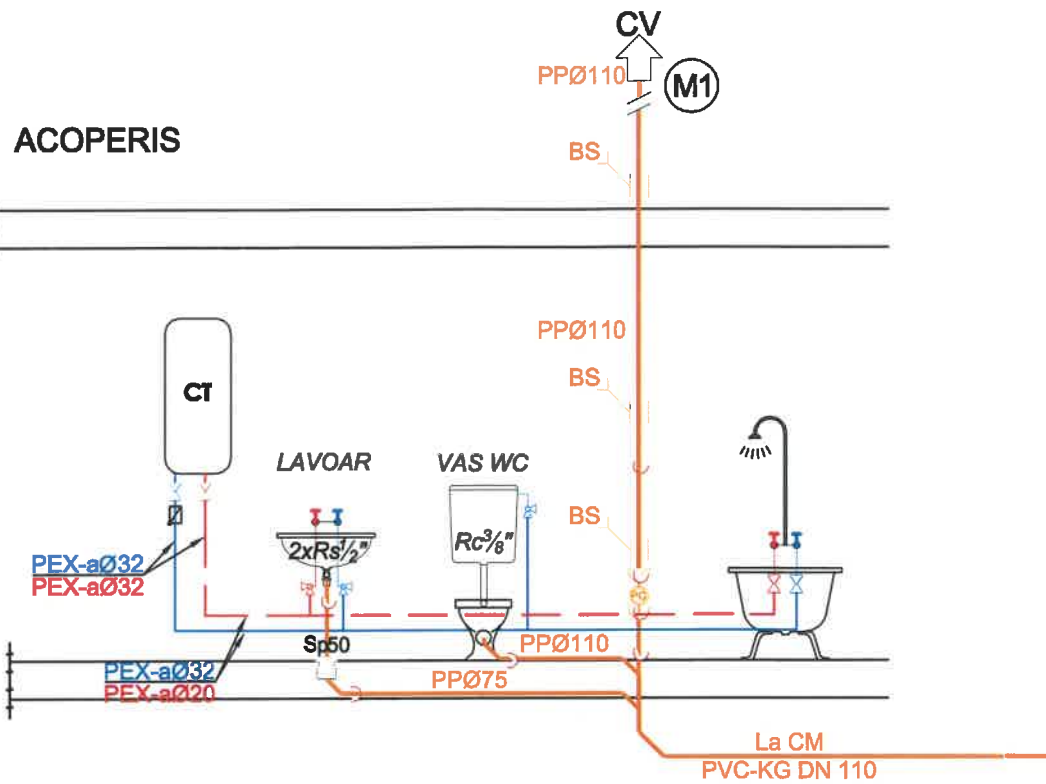 CV
PPØ110
M1
ACOPERIS
BS
PPØ110
BS
CT
LAVOAR
VAS WC
BS
2xRs1/2"
Rc3/8"
PEX-aØ32
PEX-aØ32
PG
Sp50
PPØ110
PEX-aØ32
PEX-aØ20
PPØ75
La CM
PVC-KG DN 110